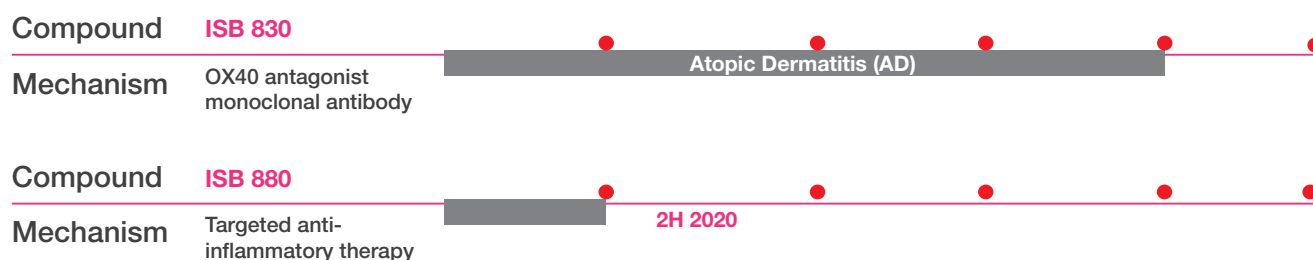 Compound ISB 830
Atopic Dermatitis (AD)
Mechanism OX40 antagonist
monoclonal antibody
Compound ISB 880
2H 2020
Mechanism Targeted anti-
inflammatory therapy